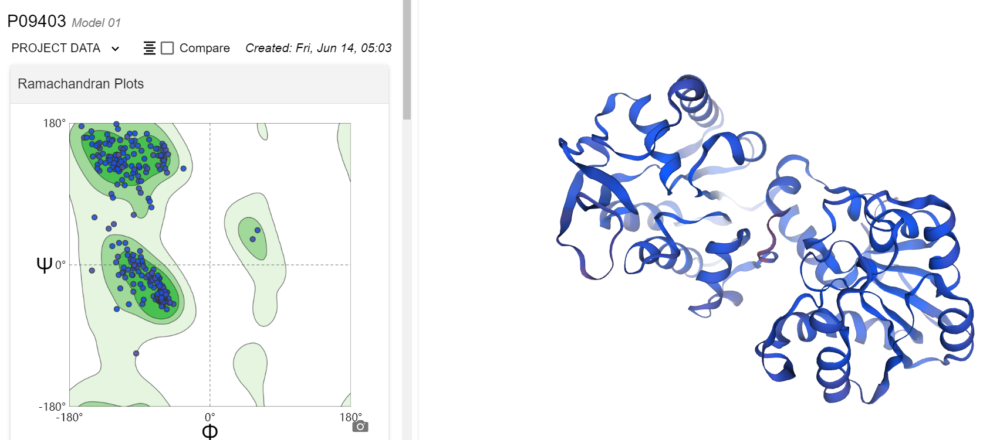 P09403 Model 01
PROJECT DATA Compare Created: Fri, Jun 14, 05:03
Ramachandran Plots
180°
Ψ 0°
-180°
-180° 0° 180°
Φ